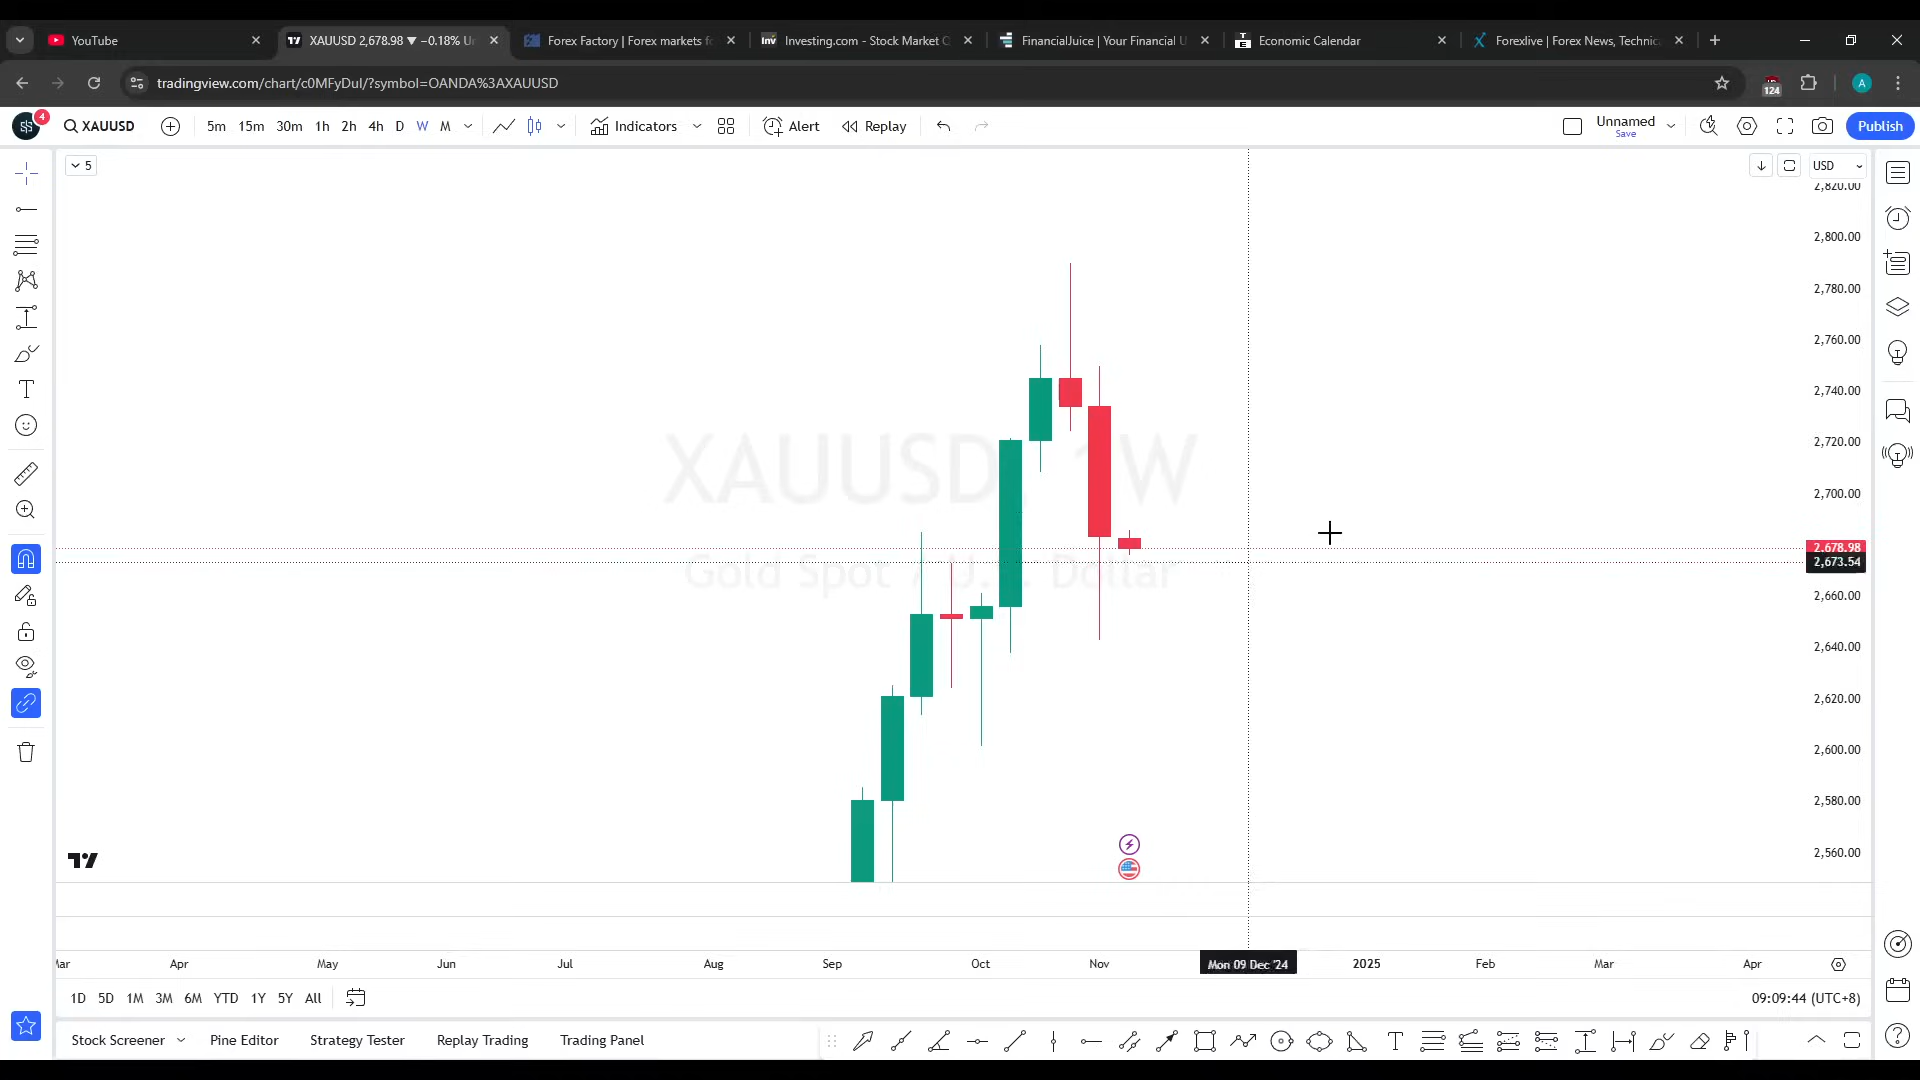 YouTube
XAUUSD 2,678.98 ▼ −0.18% Un
Forex Factory | Forex markets fo
Investing.com - Stock Market Q
FinancialJuice | Your Financial
Economic Calendar
Forexlive | Forex News, Technic
tradingview.com/chart/c0MFyDuI/?symbol=OANDA%3AXAUUSD
124
A
4
XAUUSD
5m 15m 30m 1h 2h 4h D W M
Indicators
Alert
Replay
Unnamed
Save
Publish
5
USD
2,820.00
2,800.00
2,780.00
2,760.00
2,740.00
2,720.00
2,700.00
2,678.98
2,673.54
2,660.00
2,640.00
2,620.00
2,600.00
2,580.00
2,560.00
XAUUSD, 1W
Gold Spot / U.S. Dollar
Mar Apr May Jun Jul Aug Sep Oct Nov Mon 09 Dec '24 2025 Feb Mar Apr
1D 5D 1M 3M 6M YTD 1Y 5Y All
09:09:44 (UTC+8)
Stock Screener Pine Editor Strategy Tester Replay Trading Trading Panel